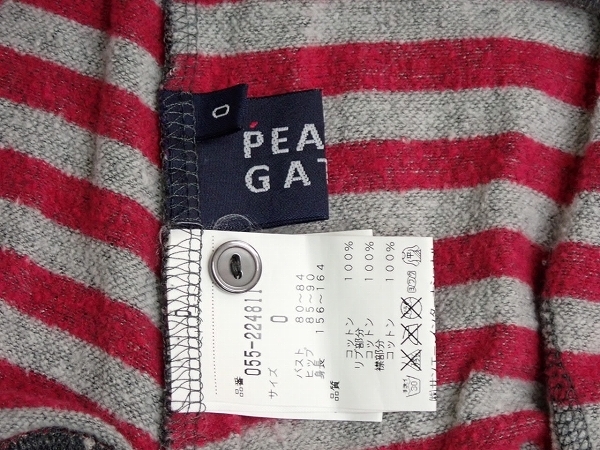 0
PEA
GAT
品番
055-224811
サイズ 0
バスト 80~84
ヒップ 85~90
身長 156~164
品質
コットン 100%
リブ部分
コットン 100%
襟部分
コットン 100%